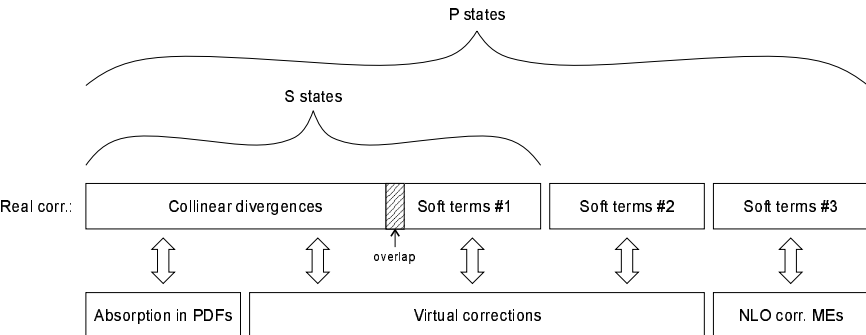 P states
S states
Real corr.: Collinear divergences Soft terms #1 Soft terms #2 Soft terms #3
overlap
Absorption in PDFs Virtual corrections NLO corr. MEs